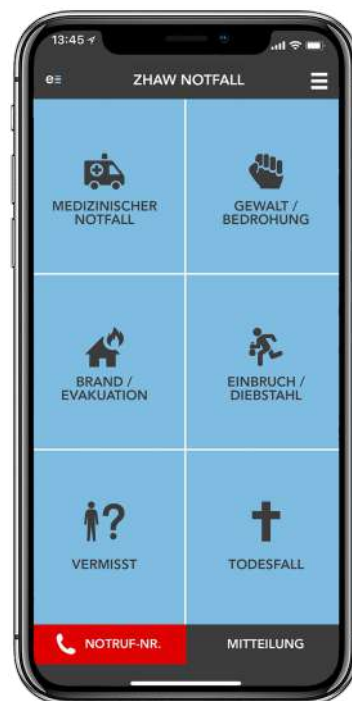 13:45
e
ZHAW NOTFALL
MEDIZINISCHER
NOTFALL
GEWALT /
BEDROHUNG
BRAND /
EVAKUATION
EINBRUCH /
DIEBSTAHL
?
VERMISST
TODESFALL
NOTRUF-NR.
MITTEILUNG